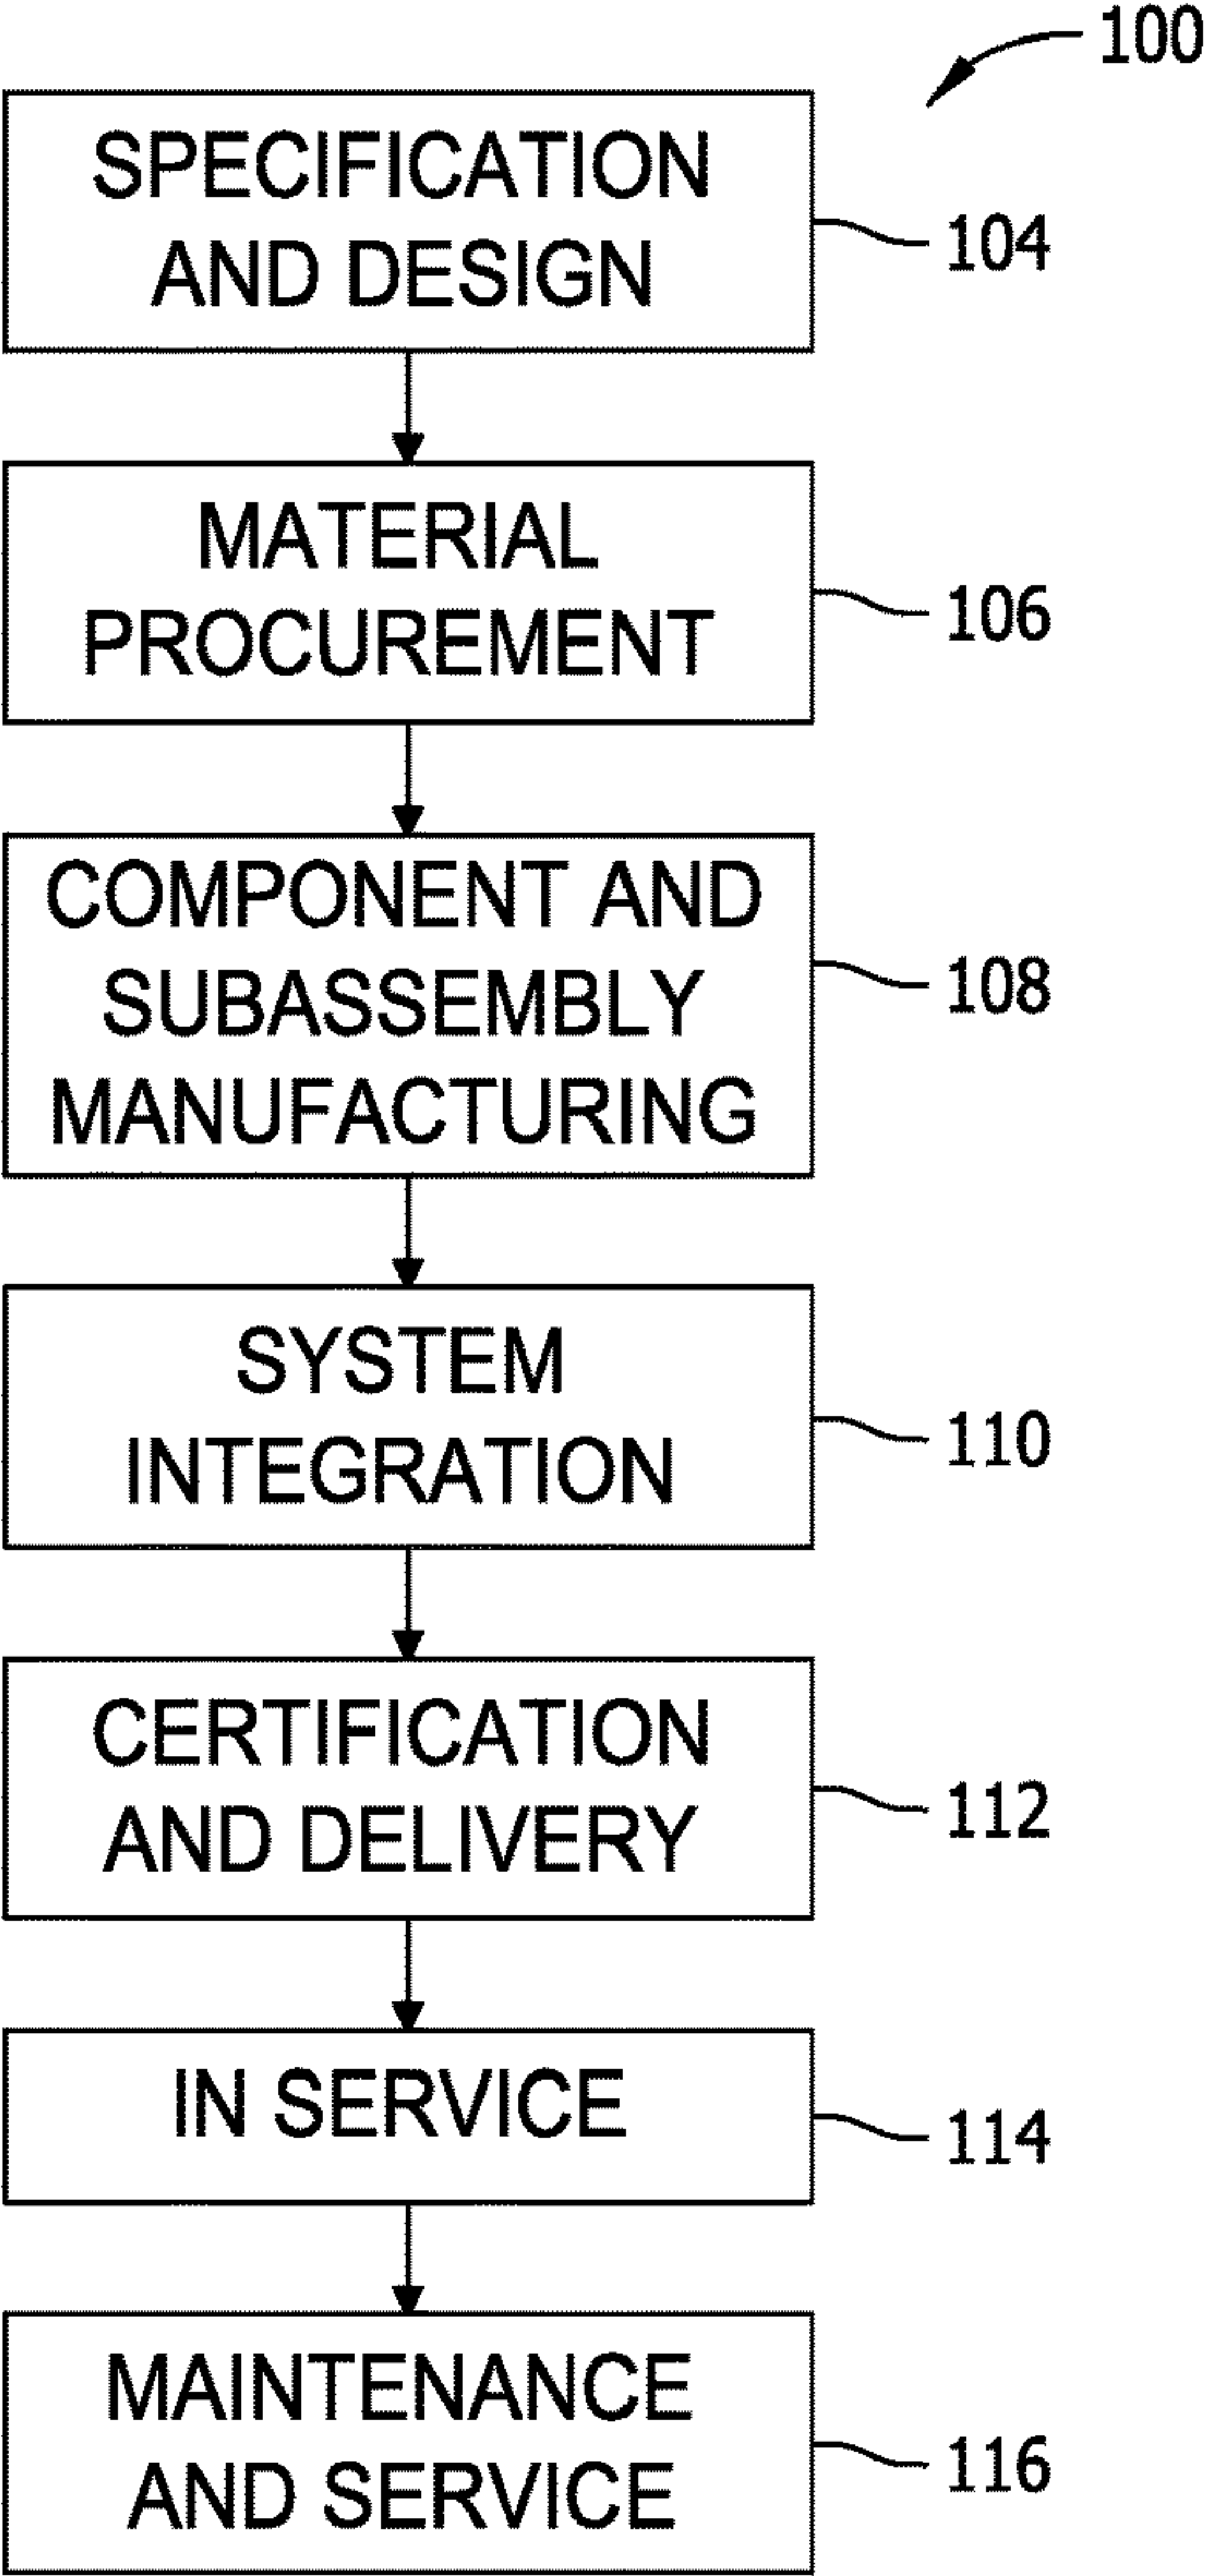 100
SPECIFICATION
AND DESIGN
104
MATERIAL
PROCUREMENT
106
COMPONENT AND
SUBASSEMBLY
MANUFACTURING
108
SYSTEM
INTEGRATION
110
CERTIFICATION
AND DELIVERY
112
IN SERVICE
114
MAINTENANCE
AND SERVICE
116